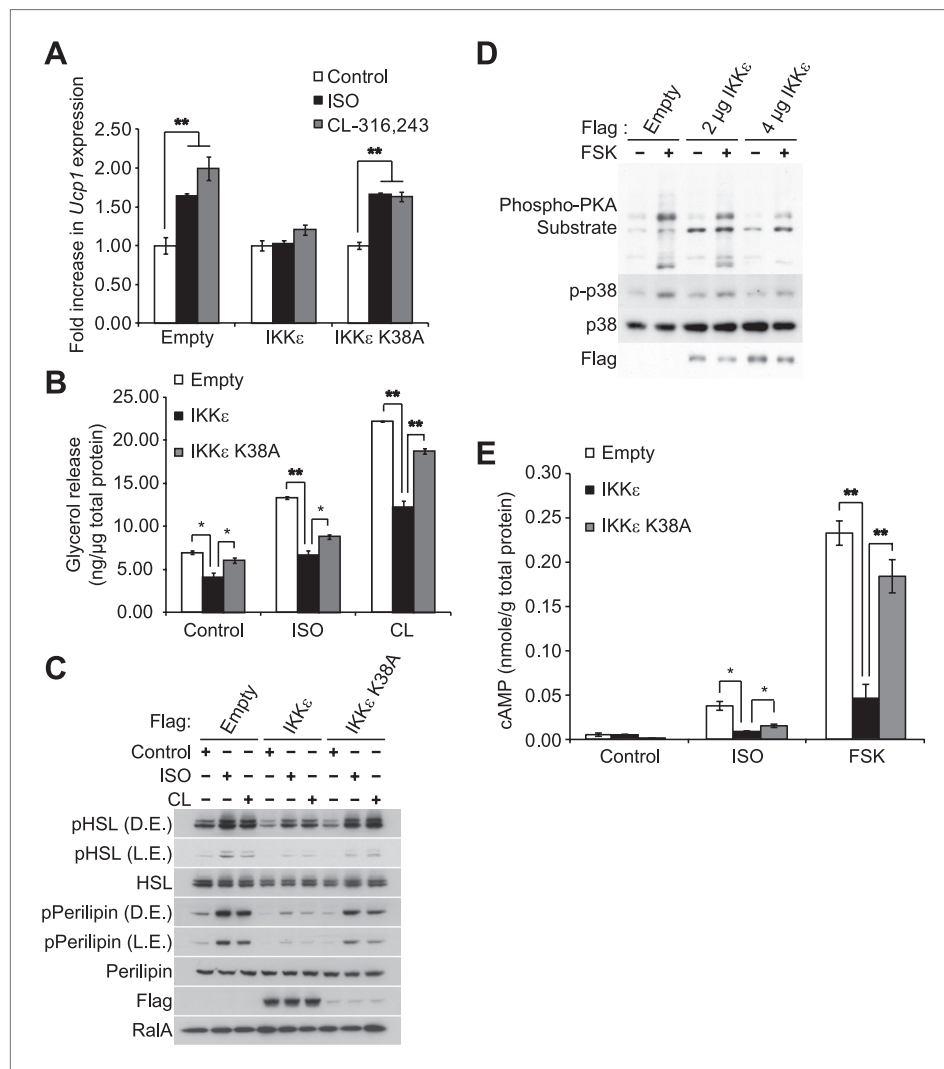 A
Control
ISO
CL-316,243
Fold increase in Ucp1 expression
2.50
2.00
1.50
1.00
0.50
0.00
**
**
Empty
IKKε
IKKε K38A
B
Empty
IKKε
IKKε K38A
Glycerol release
(ng/µg total protein)
25.00
20.00
15.00
10.00
5.00
0.00
* *
** *
** **
Control
ISO
CL
C
Flag:
Empty
IKKε
IKKε K38A
Control + – – + – – + – –
ISO – + – – + – – + –
CL – – + – – + – – +
pHSL (D.E.)
pHSL (L.E.)
HSL
pPerilipin (D.E.)
pPerilipin (L.E.)
Perilipin
Flag
RalA
D
Flag :
Empty
2 µg IKKε
4 µg IKKε
FSK – + – + – +
Phospho-PKA
Substrate
p-p38
p38
Flag
E
Empty
IKKε
IKKε K38A
cAMP (nmole/g total protein)
0.30
0.25
0.20
0.15
0.10
0.05
0.00
* *
** **
Control
ISO
FSK